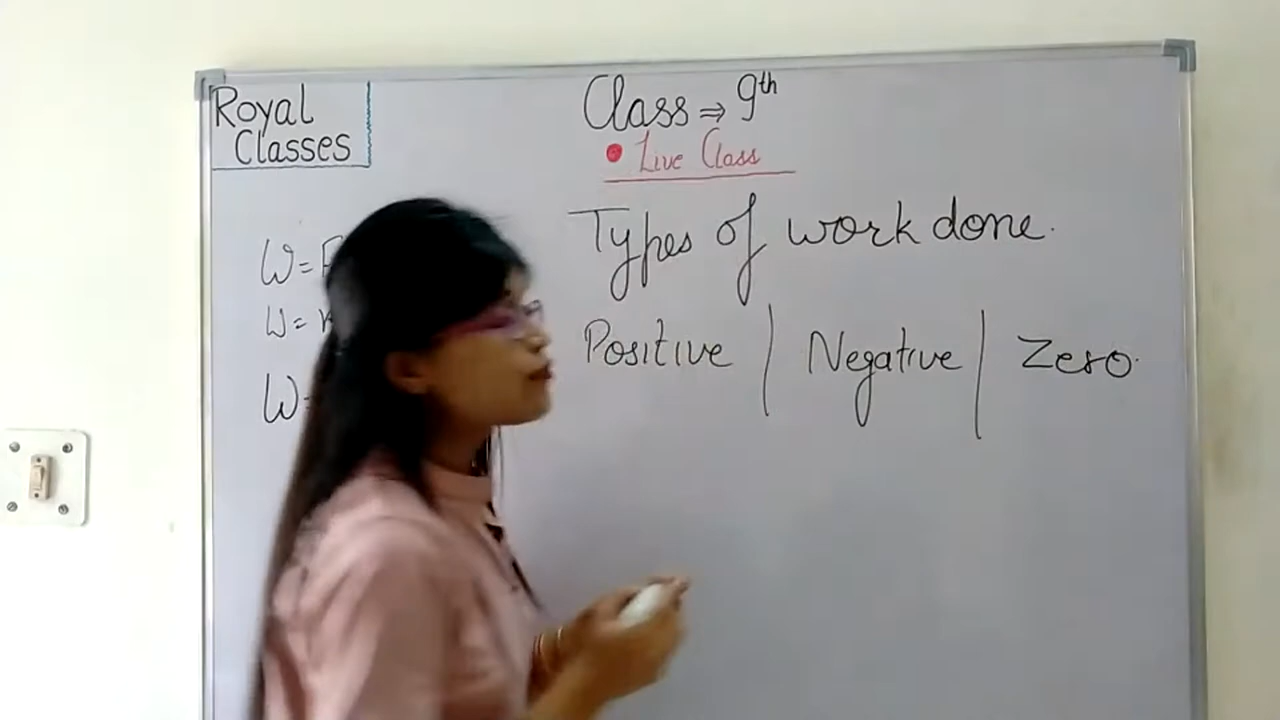 Royal
Classes
Class ⇒ 9th
• Live Class
Types of work done.
Positive | Negative | Zero.
W = F
W =
W =